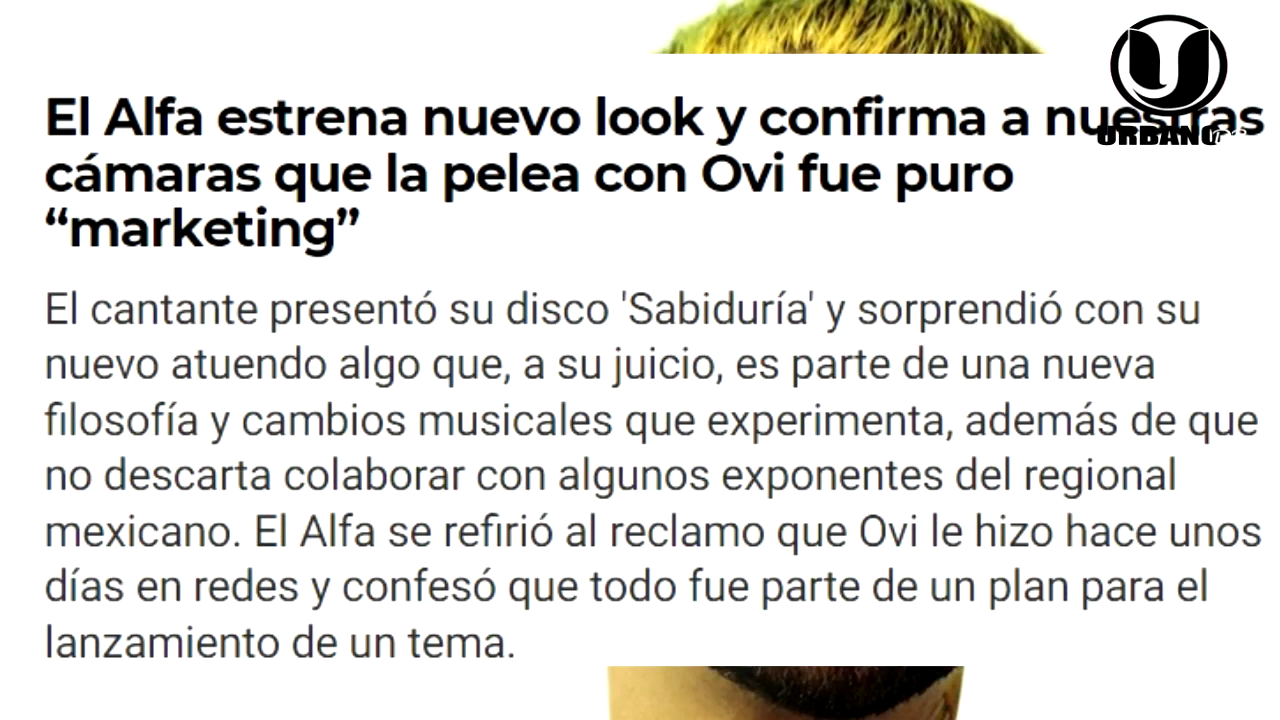 El Alfa estrena nuevo look y confirma a nuestras
cámaras que la pelea con Ovi fue puro
“marketing”
El cantante presentó su disco 'Sabiduría' y sorprendió con su
nuevo atuendo algo que, a su juicio, es parte de una nueva
filosofía y cambios musicales que experimenta, además de que
no descarta colaborar con algunos exponentes del regional
mexicano. El Alfa se refirió al reclamo que Ovi le hizo hace unos
días en redes y confesó que todo fue parte de un plan para el
lanzamiento de un tema.
URBANO